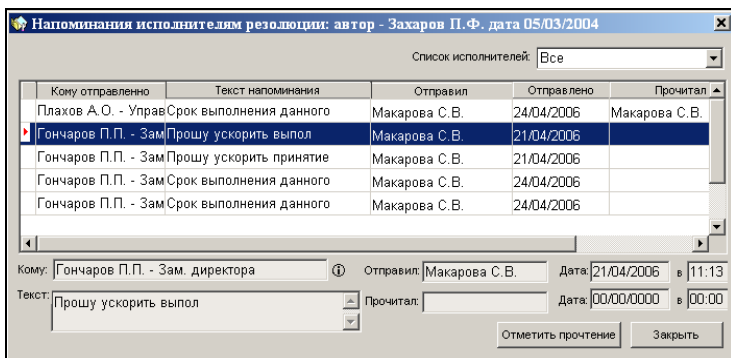 Напоминания исполнителям резолюции: автор - Захаров П.Ф. дата 05/03/2004
Список исполнителей: Все
Кому отправленно Текст напоминания Отправил Отправлено Прочитал
Плахов А.О. - Управ Срок выполнения данного Макарова С.В. 24/04/2006 Макарова С.В.
Гончаров П.П. - Зам Прошу ускорить выпол Макарова С.В. 21/04/2006
Гончаров П.П. - Зам Прошу ускорить принятие Макарова С.В. 21/04/2006
Гончаров П.П. - Зам Срок выполнения данного Макарова С.В. 24/04/2006
Гончаров П.П. - Зам Срок выполнения данного Макарова С.В. 24/04/2006
Кому: Гончаров П.П. - Зам. директора Отправил: Макарова С.В. Дата: 21/04/2006 в 11:13
Текст: Прошу ускорить выпол Прочитал: Дата: 00/00/0000 в 00:00
Отметить прочтение Закрыть